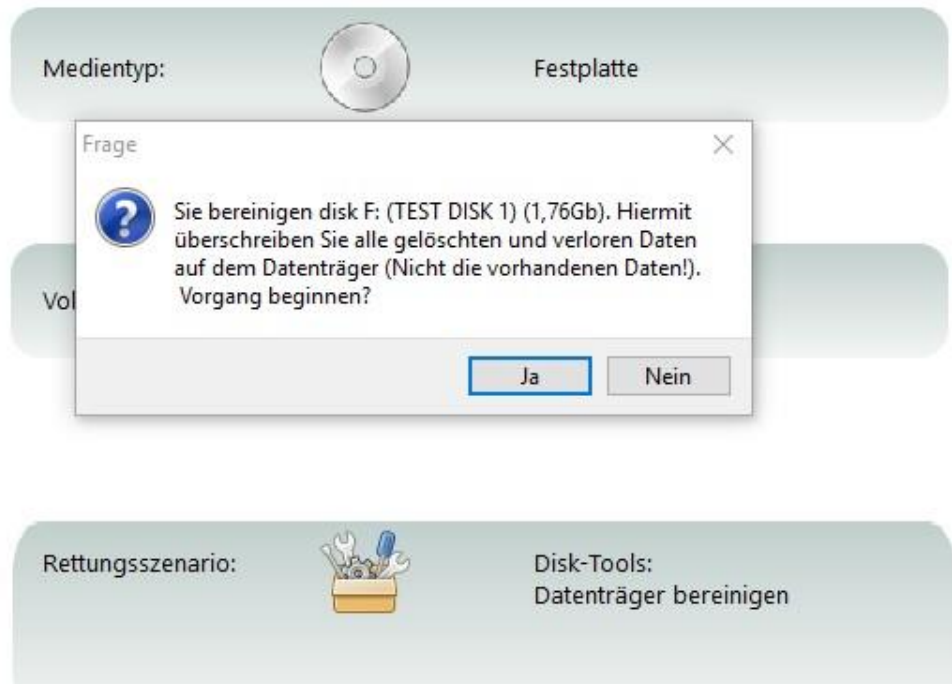 Medientyp:
Festplatte
Frage
Sie bereinigen disk F: (TEST DISK 1) (1,76Gb). Hiermit
überschreiben Sie alle gelöschten und verloren Daten
auf dem Datenträger (Nicht die vorhandenen Daten!).
Vorgang beginnen?
Vol
Ja
Nein
Rettungsszenario:
Disk-Tools:
Datenträger bereinigen